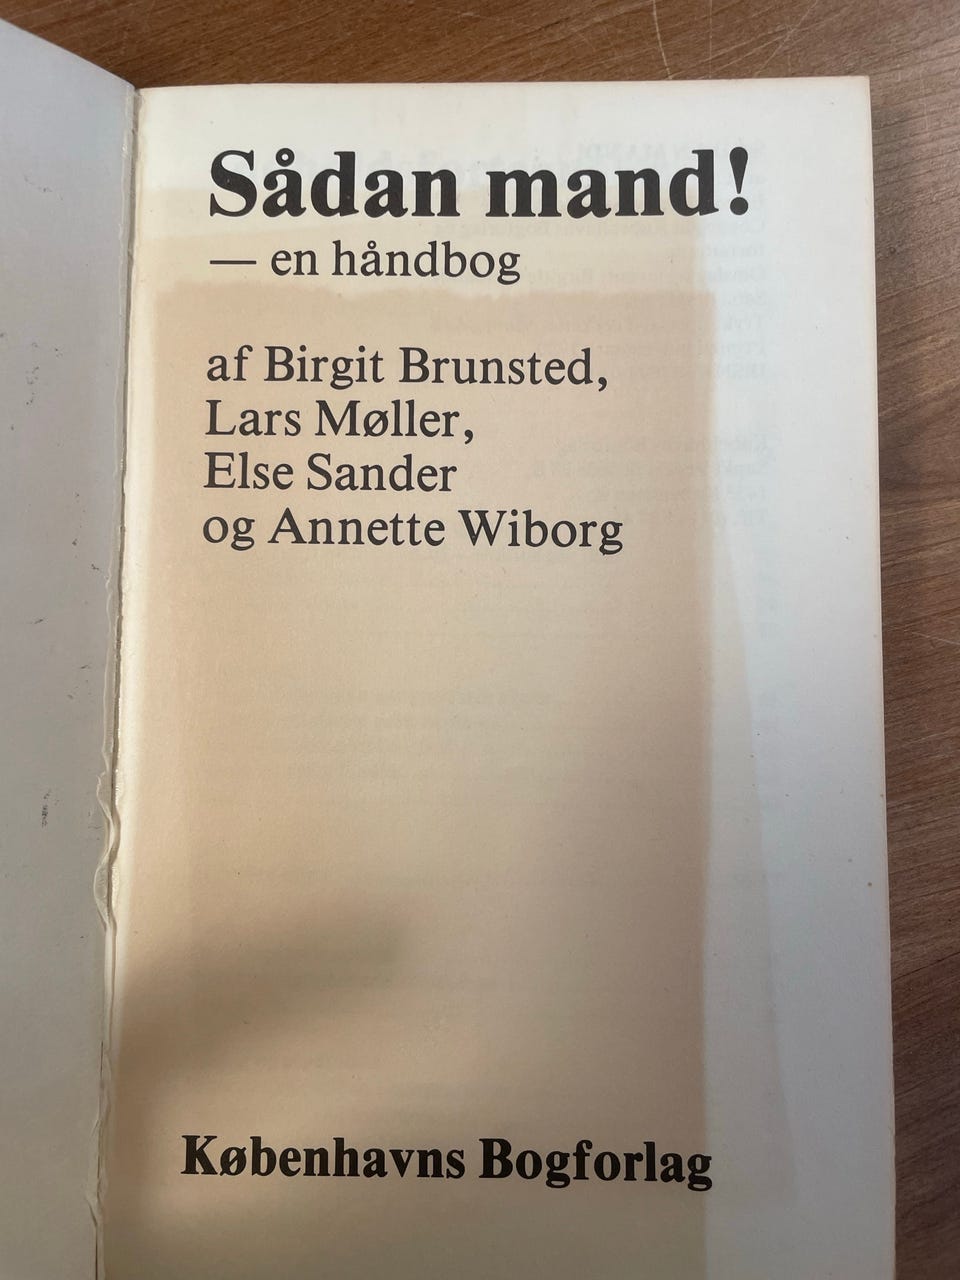 Sådan mand!
— en håndbog
af Birgit Brunsted,
Lars Møller,
Else Sander
og Annette Wiborg
Københavns Bogforlag